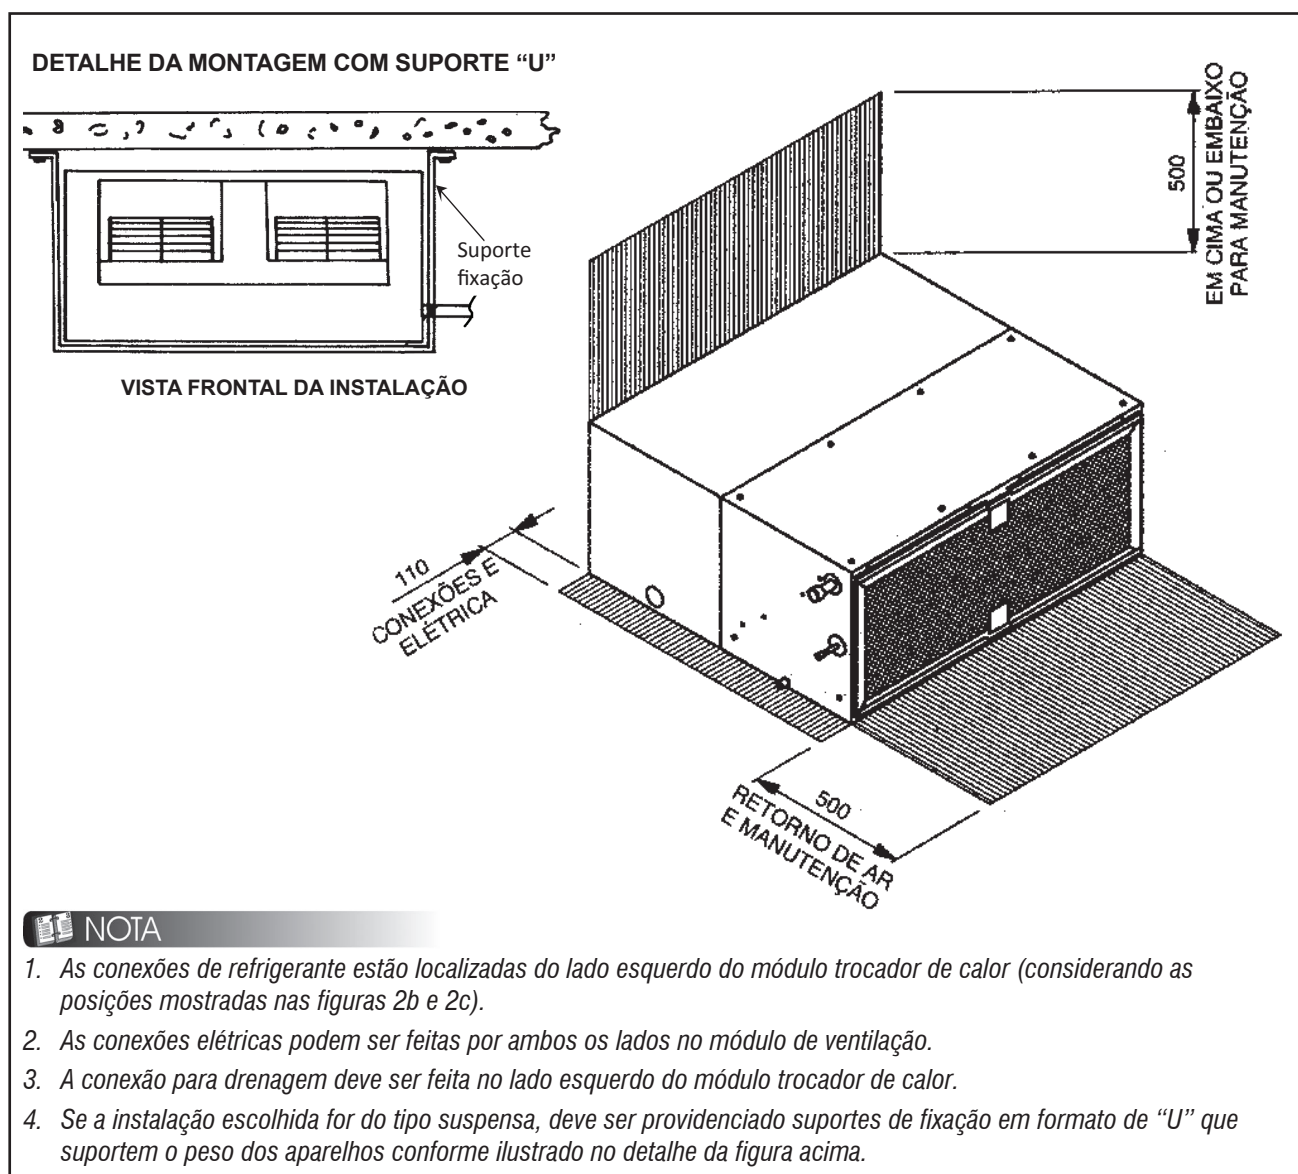 DETALHE DA MONTAGEM COM SUPORTE “U”
Suporte
fixação
VISTA FRONTAL DA INSTALAÇÃO
500
EM CIMA OU EMBAIXO
PARA MANUTENÇÃO
110
CONEXÕES E
ELÉTRICA
500
RETORNO DE AR
E MANUTENÇÃO
NOTA
1. As conexões de refrigerante estão localizadas do lado esquerdo do módulo trocador de calor (considerando as
posições mostradas nas figuras 2b e 2c).
2. As conexões elétricas podem ser feitas por ambos os lados no módulo de ventilação.
3. A conexão para drenagem deve ser feita no lado esquerdo do módulo trocador de calor.
4. Se a instalação escolhida for do tipo suspensa, deve ser providenciado suportes de fixação em formato de “U” que
suportem o peso dos aparelhos conforme ilustrado no detalhe da figura acima.